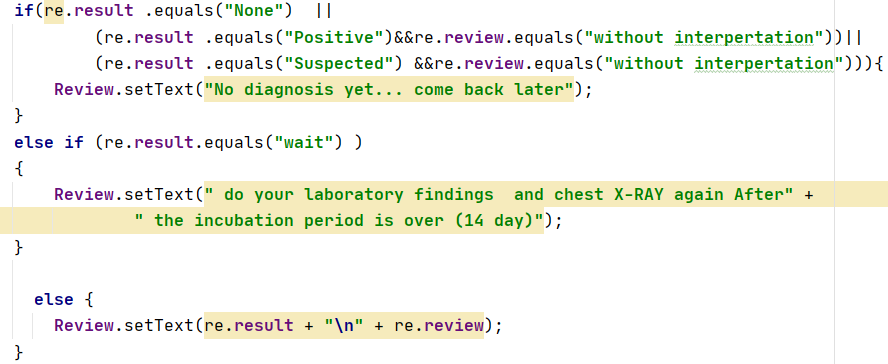 if(re.result .equals("None")  ||
(re.result .equals("Positive")&&re.review.equals("without interpertation"))||
(re.result .equals("Suspected") &&re.review.equals("without interpertation"))){
Review.setText("No diagnosis yet... come back later");
}
else if (re.result.equals("wait") )
{
Review.setText(" do your laboratory findings  and chest X-RAY again After" +
" the incubation period is over (14 day)");
}
else {
Review.setText(re.result + "\n" + re.review);
}